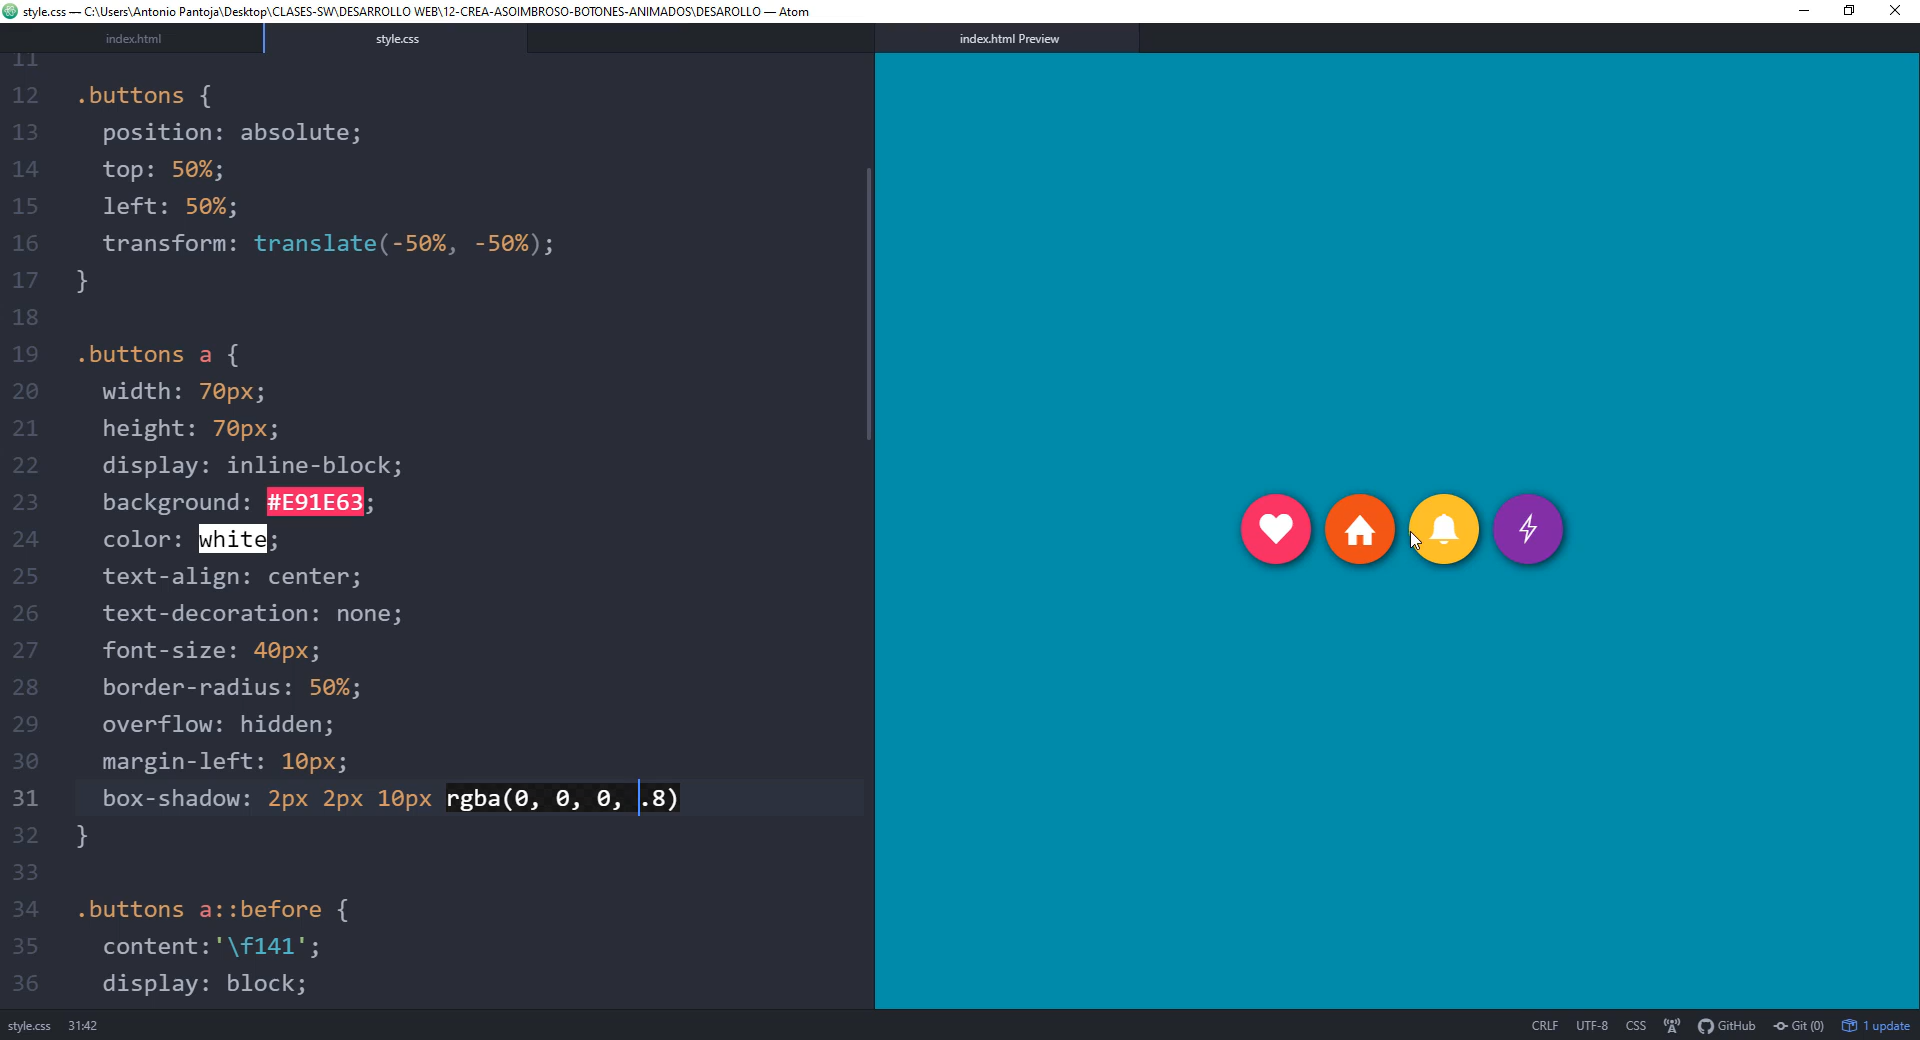 style.css — C:\Users\Antonio Pantoja\Desktop\CLASES-SW\DESARROLLO WEB\12-CREA-ASOIMBROSO-BOTONES-ANIMADOS\DESAROLLO — Atom
index.html
style.css
index.html Preview
11
12 .buttons {
13 position: absolute;
14 top: 50%;
15 left: 50%;
16 transform: translate(-50%, -50%);
17 }
18
19 .buttons a {
20 width: 70px;
21 height: 70px;
22 display: inline-block;
23 background: #E91E63;
24 color: white;
25 text-align: center;
26 text-decoration: none;
27 font-size: 40px;
28 border-radius: 50%;
29 overflow: hidden;
30 margin-left: 10px;
31 box-shadow: 2px 2px 10px rgba(0, 0, 0, .8)
32 }
33
34 .buttons a::before {
35 content:'\f141';
36 display: block;
style.css 31:42
CRLF UTF-8 CSS GitHub Git (0) 1 update